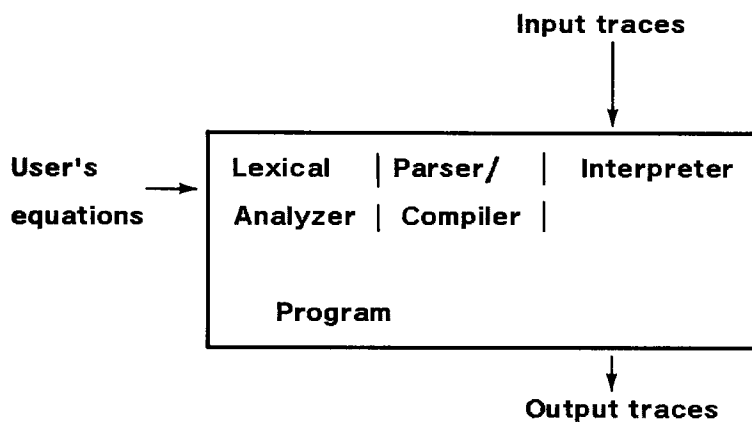 Input traces
User's
equations
Lexical | Parser/ | Interpreter
Analyzer | Compiler |
Program
Output traces